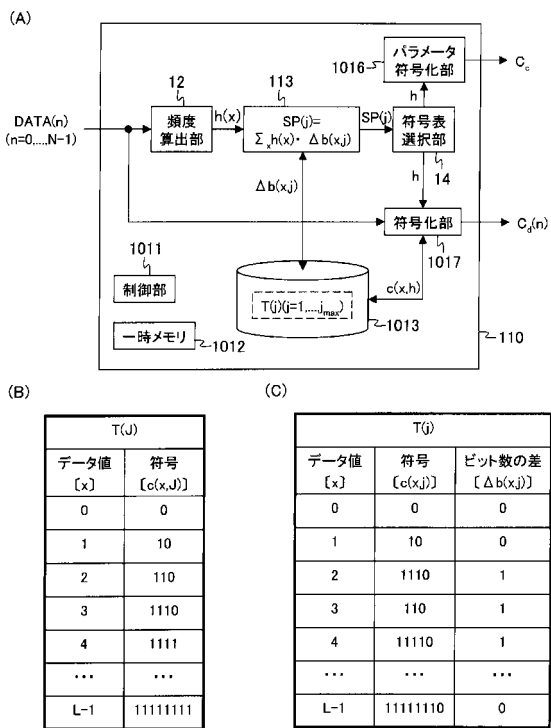 (A)
1016
パラメータ
符号化部
C_c
12
113
h
DATA(n)
(n=0,...,N-1)
頻度
算出部
h(x)
SP(j)=
Σ_x h(x)・Δb(x,j)
SP(j)
符号表
選択部
h
14
Δb(x,j)
符号化部
C_d(n)
1017
1011
制御部
c(x,h)
T(j)(j=1,...,j_max)
1013
一時メモリ
1012
110
(B)
T(J)
データ値
[x]
符号
[c(x,J)]
0 0
1 10
2 110
3 1110
4 1111
... ...
L-1 11111111
(C)
T(j)
データ値
[x]
符号
[c(x,j)]
ビット数の差
[Δb(x,j)]
0 0 0
1 10 0
2 1110 1
3 110 1
4 11110 1
... ... ...
L-1 11111110 0